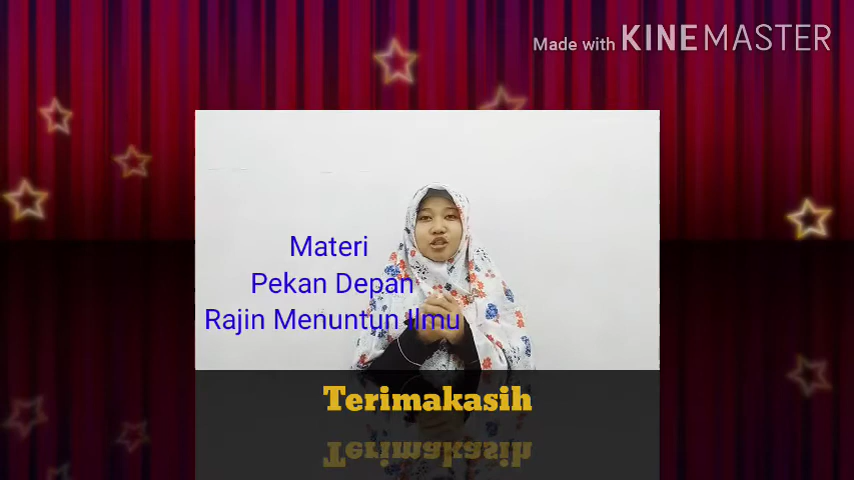 Made with KINEMASTER
Materi
Pekan Depan
Rajin Menuntun Ilmu
Terimakasih